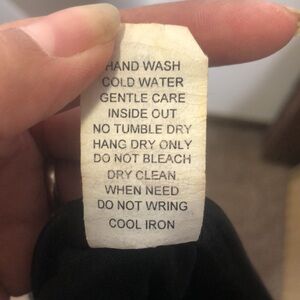 HAND WASH
COLD WATER
GENTLE CARE
INSIDE OUT
NO TUMBLE DRY
HANG DRY ONLY
DO NOT BLEACH
DRY CLEAN
WHEN NEED
DO NOT WRING
COOL IRON